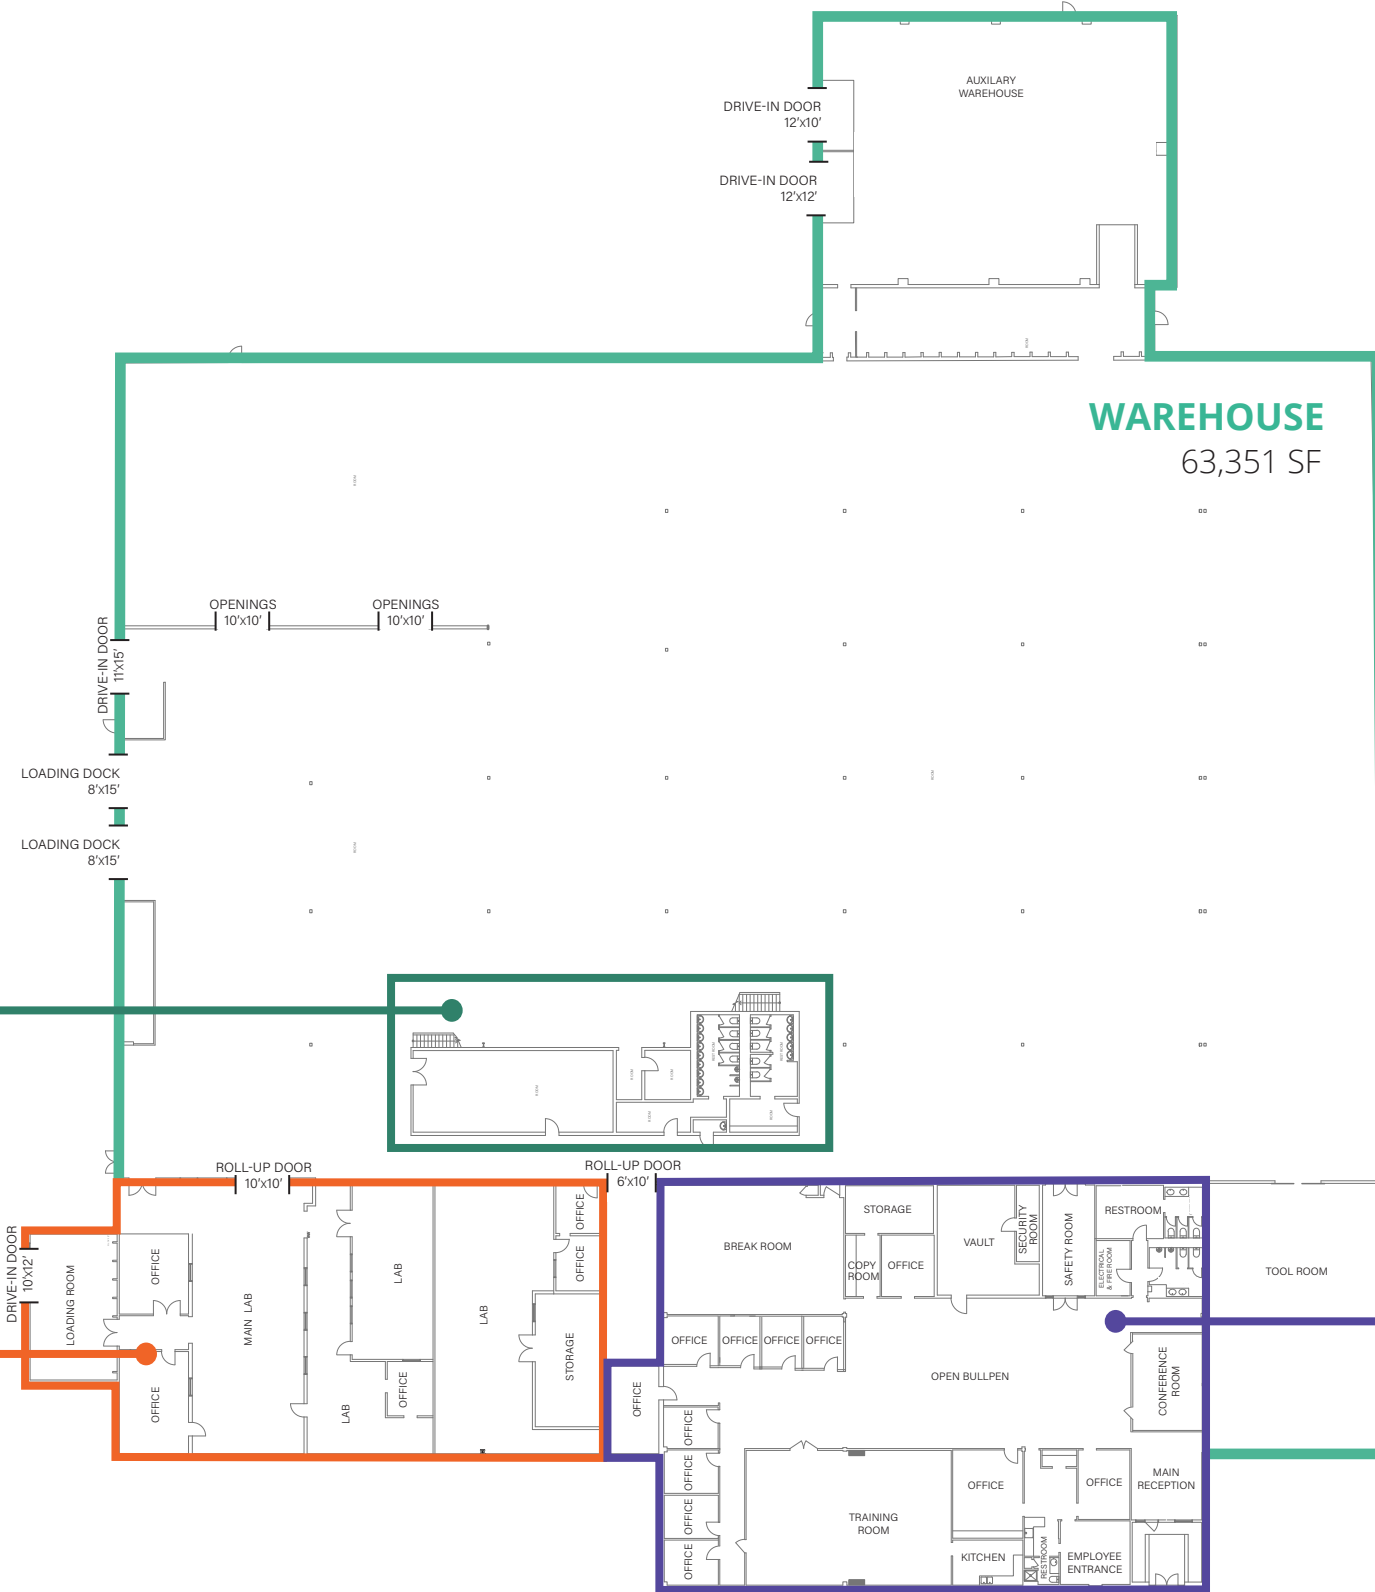 AUXILARY
WAREHOUSE
DRIVE-IN DOOR
12'x10'
DRIVE-IN DOOR
12'x12'
WAREHOUSE
63,351 SF
OPENINGS
10'x10'
OPENINGS
10'x10'
DRIVE-IN DOOR
11'x15'
LOADING DOCK
8'x15'
LOADING DOCK
8'x15'
ROLL-UP DOOR
10'x10'
ROLL-UP DOOR
6'x10'
DRIVE-IN DOOR
10'x12'
LOADING ROOM
OFFICE
OFFICE
MAIN LAB
LAB
LAB
OFFICE
LAB
OFFICE
OFFICE
STORAGE
BREAK ROOM
STORAGE
COPY
ROOM
OFFICE
VAULT
SECURITY
ROOM
SAFETY ROOM
RESTROOM
ELECTRICAL
& FIRE ROOM
TOOL ROOM
OFFICE
OFFICE
OFFICE
OFFICE
OPEN BULLPEN
CONFERENCE
ROOM
OFFICE
OFFICE
OFFICE
OFFICE
OFFICE
TRAINING
ROOM
OFFICE
OFFICE
MAIN
RECEPTION
KITCHEN
RESTROOM
EMPLOYEE
ENTRANCE